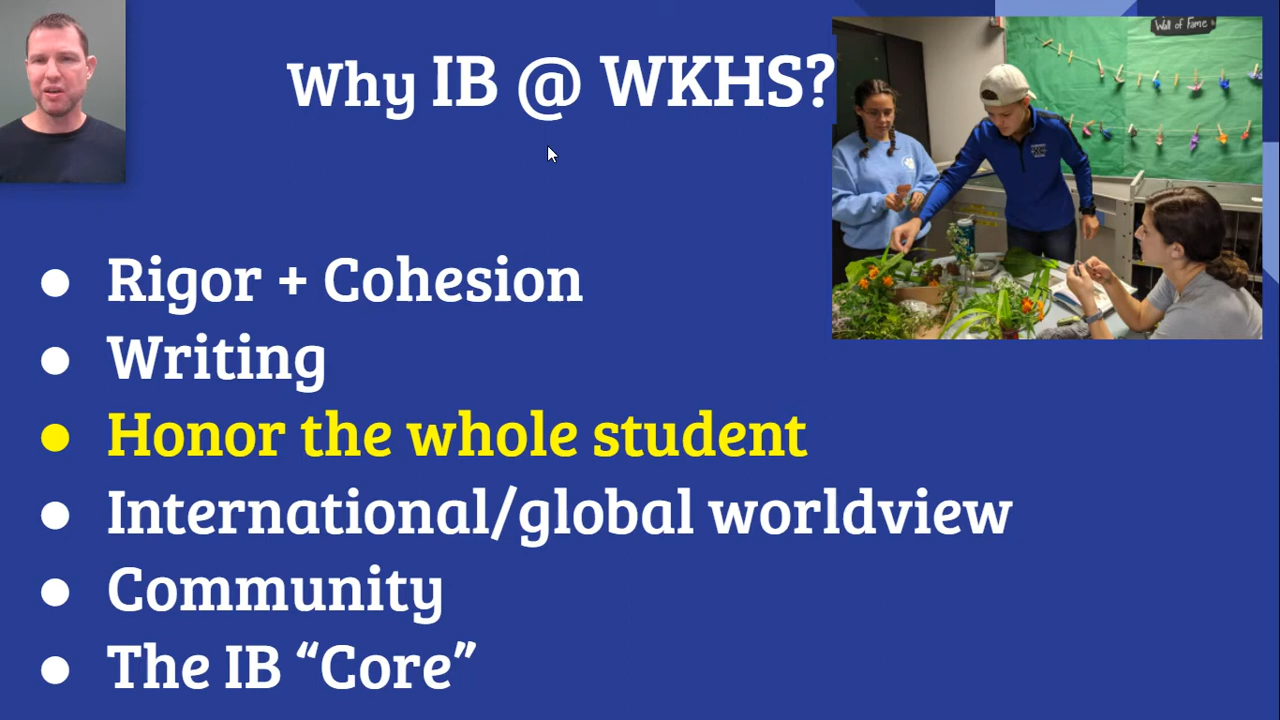 Why IB @ WKHS?
Wall of Fame
● Rigor + Cohesion
● Writing
● Honor the whole student
● International/global worldview
● Community
● The IB “Core”